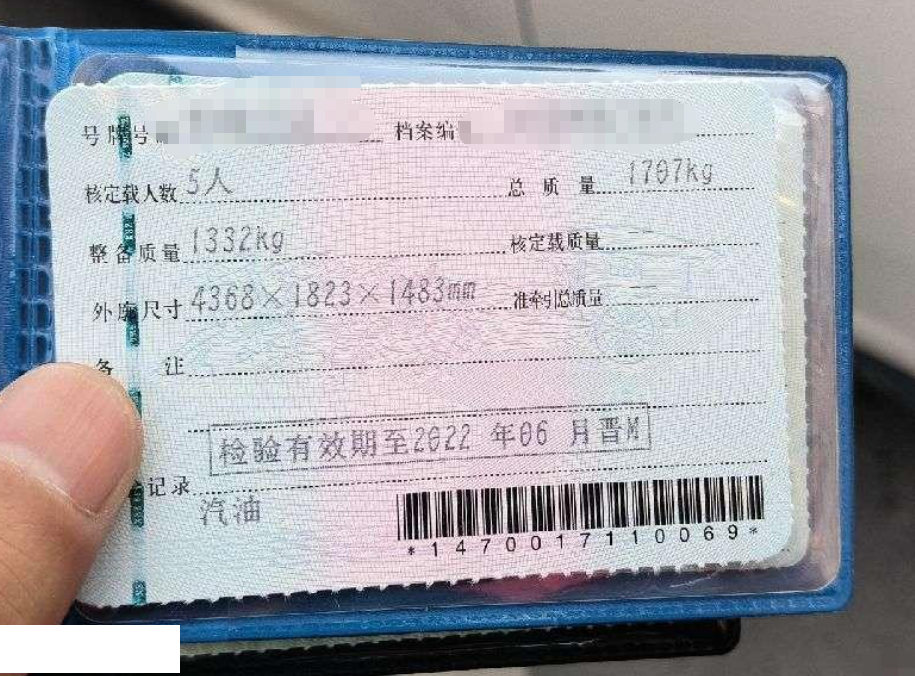 号牌号 档案编
核定载人数 5人 总质量 1707kg
整备质量 1332kg 核定载质量 --
外廓尺寸 4368×1823×1483mm 准牵引总质量 --
备注
检验有效期至2022年06月晋M
记录
汽油
*1470017110069*